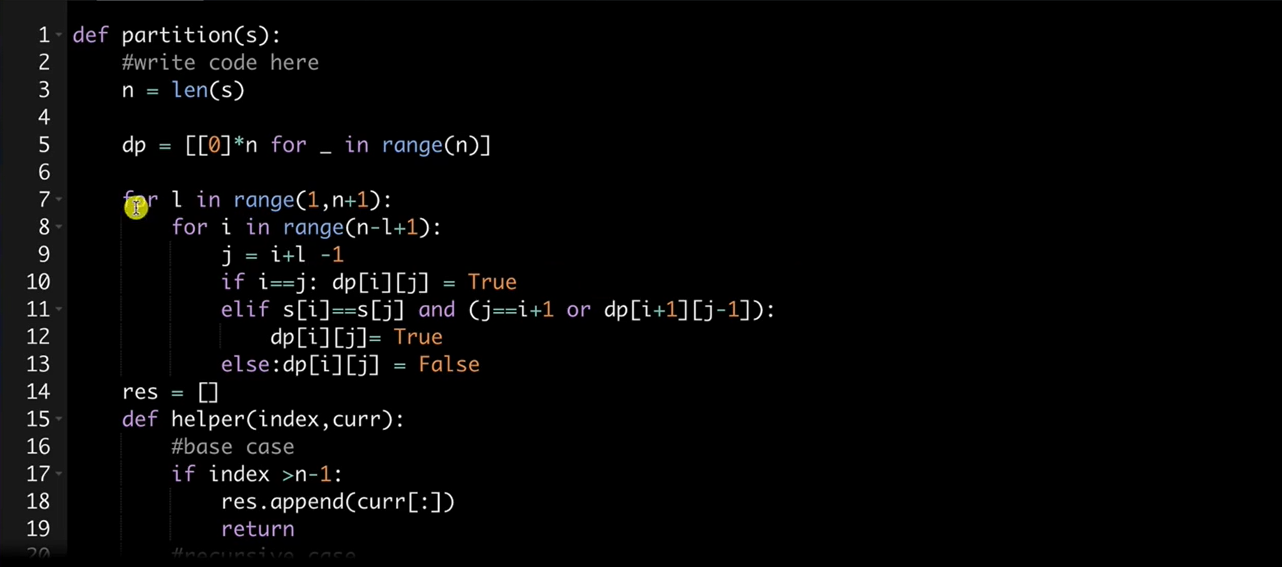 1 def partition(s):
2 #write code here
3 n = len(s)
4
5 dp = [[0]*n for _ in range(n)]
6
7 for l in range(1,n+1):
8 for i in range(n-l+1):
9 j = i+l -1
10 if i==j: dp[i][j] = True
11 elif s[i]==s[j] and (j==i+1 or dp[i+1][j-1]):
12 dp[i][j]= True
13 else:dp[i][j] = False
14 res = []
15 def helper(index,curr):
16 #base case
17 if index >n-1:
18 res.append(curr[:])
19 return
20 #recursive case